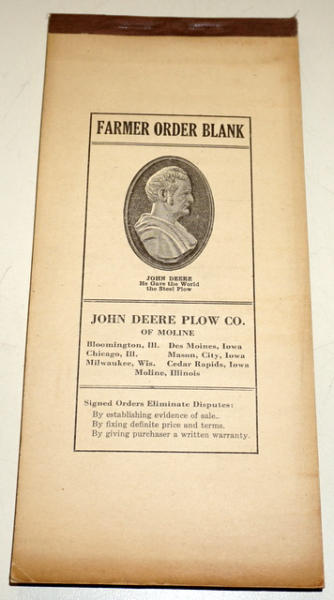 FARMER ORDER BLANK
JOHN DEERE
He Gave the World
the Steel Plow
JOHN DEERE PLOW CO.
OF MOLINE
Bloomington, Ill. Des Moines, Iowa
Chicago, Ill. Mason, City, Iowa
Milwaukee, Wis. Cedar Rapids, Iowa
Moline, Illinois
Signed Orders Eliminate Disputes:
By establishing evidence of sale..
By fixing definite price and terms.
By giving purchaser a written warranty.